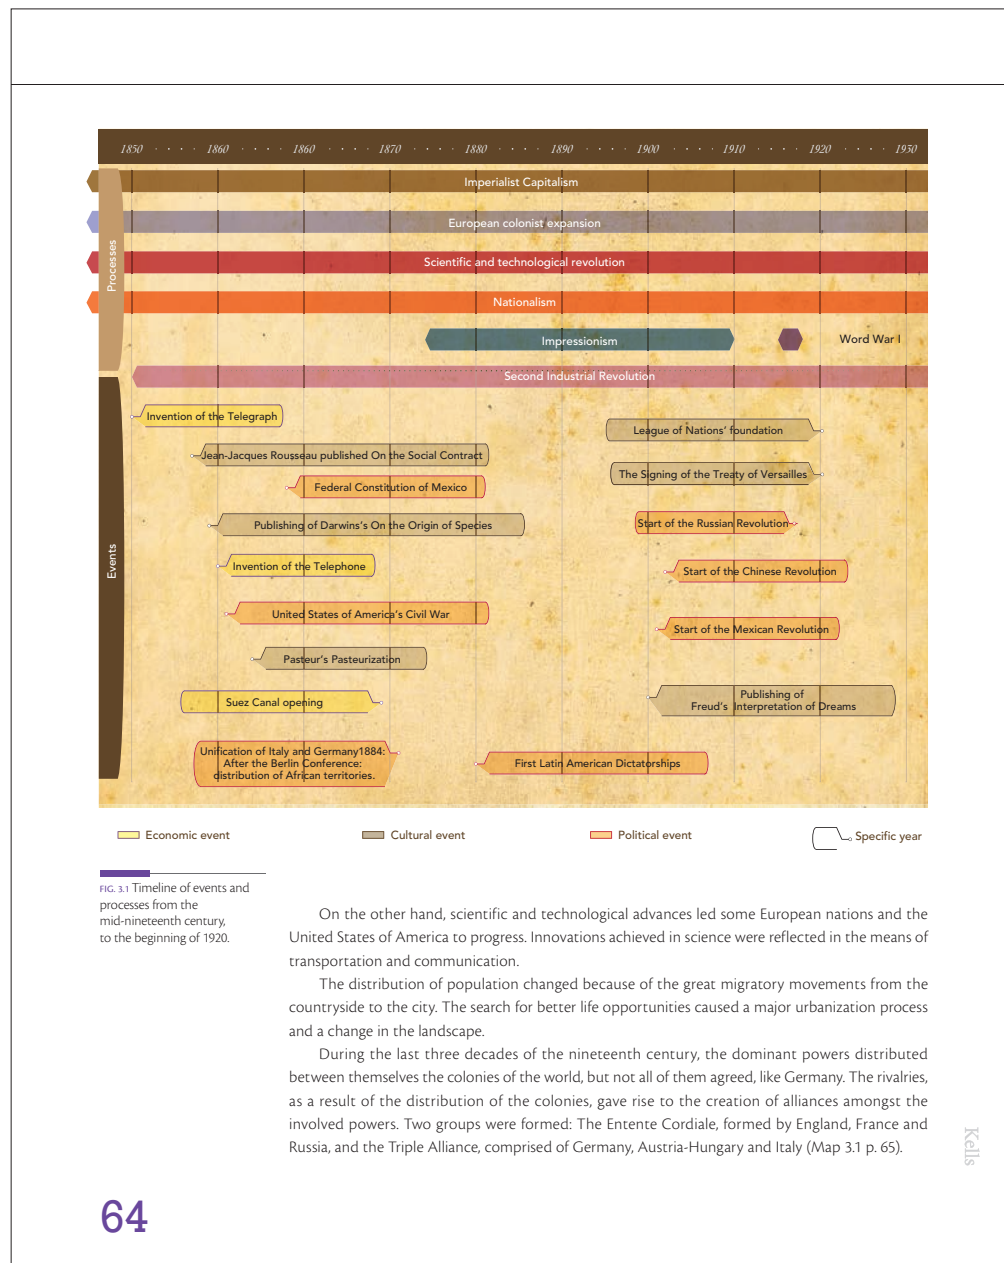 1850 1860 1860 1870 1880 1890 1900 1910 1920 1930
Processes
Imperialist Capitalism
European colonist expansion
Scientific and technological revolution
Nationalism
Impressionism
Word War I
Second Industrial Revolution
Events
Invention of the Telegraph
League of Nations' foundation
Jean-Jacques Rousseau published On the Social Contract
The Signing of the Treaty of Versailles
Federal Constitution of Mexico
Publishing of Darwins's On the Origin of Species
Start of the Russian Revolution
Invention of the Telephone
Start of the Chinese Revolution
United States of America's Civil War
Start of the Mexican Revolution
Pasteur's Pasteurization
Suez Canal opening
Publishing of
Freud's Interpretation of Dreams
Unification of Italy and Germany1884:
After the Berlin Conference:
distribution of African territories.
First Latin American Dictatorships
Economic event
Cultural event
Political event
Specific year
FIG. 3.1 Timeline of events and
processes from the
mid-nineteenth century,
to the beginning of 1920.
On the other hand, scientific and technological advances led some European nations and the
United States of America to progress. Innovations achieved in science were reflected in the means of
transportation and communication.
The distribution of population changed because of the great migratory movements from the
countryside to the city. The search for better life opportunities caused a major urbanization process
and a change in the landscape.
During the last three decades of the nineteenth century, the dominant powers distributed
between themselves the colonies of the world, but not all of them agreed, like Germany. The rivalries,
as a result of the distribution of the colonies, gave rise to the creation of alliances amongst the
involved powers. Two groups were formed: The Entente Cordiale, formed by England, France and
Russia, and the Triple Alliance, comprised of Germany, Austria-Hungary and Italy (Map 3.1 p. 65).
Kells
64